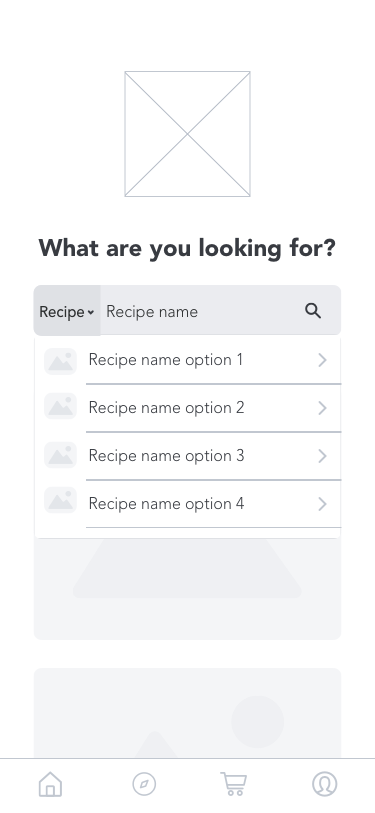 What are you looking for?
Recipe Recipe name
Recipe name option 1
Recipe name option 2
Recipe name option 3
Recipe name option 4